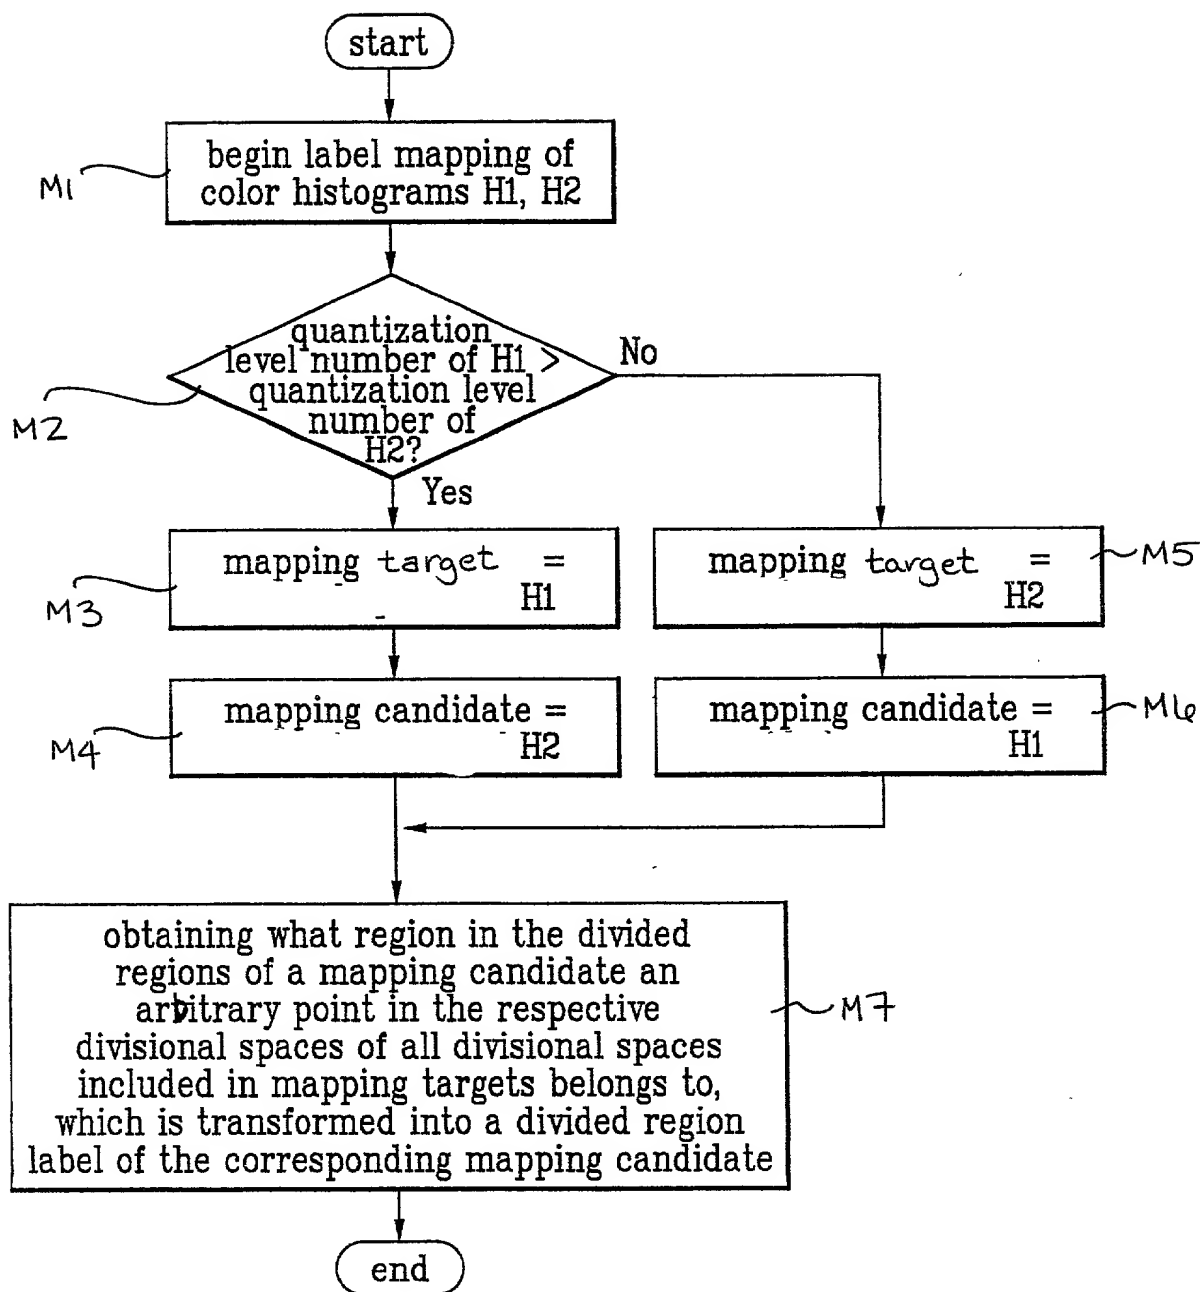 start
begin label mapping of
color histograms H1, H2
M1
quantization
level number of H1 >
quantization level
number of
H2?
No
M2
Yes
mapping target =
H1
M3
mapping target =
H2
M5
mapping candidate =
H2
M4
mapping candidate =
H1
M6
obtaining what region in the divided
regions of a mapping candidate an
arbitrary point in the respective
divisional spaces of all divisional spaces
included in mapping targets belongs to,
which is transformed into a divided region
label of the corresponding mapping candidate
M7
end